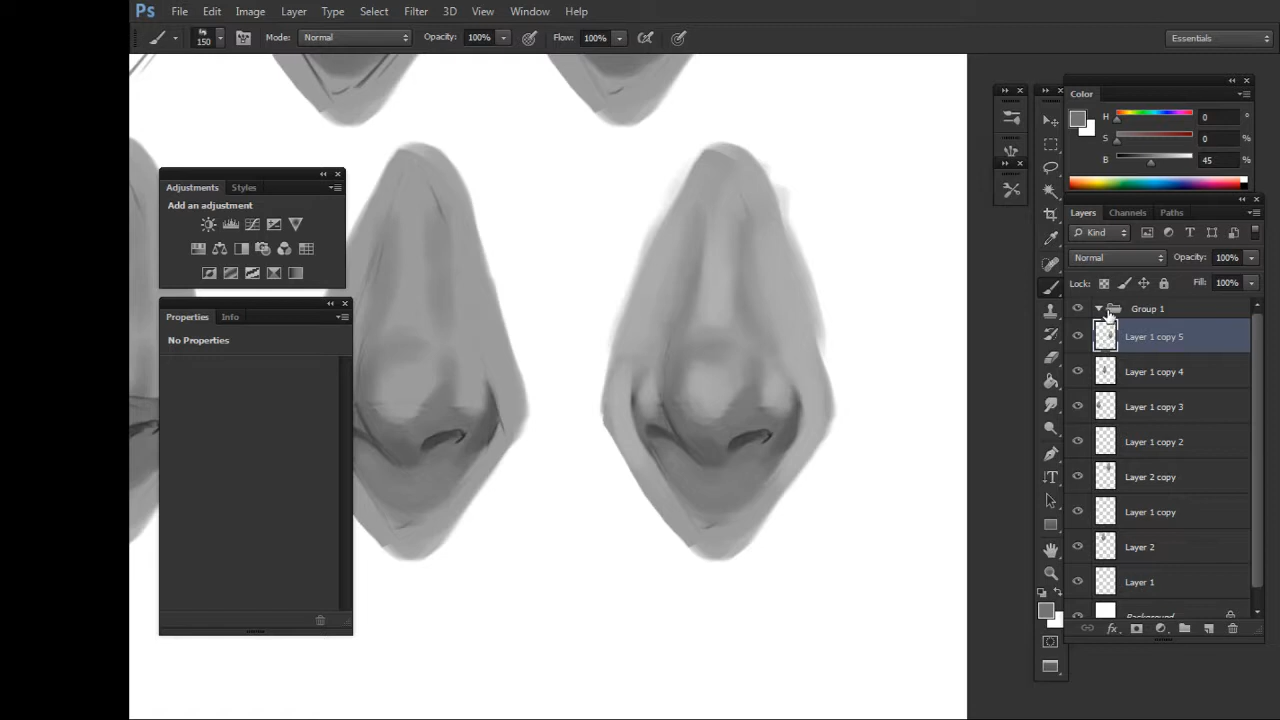 Ps File Edit Image Layer Type Select Filter 3D View Window Help
150 Mode: Normal Opacity: 100% Flow: 100% Essentials
Color
H 0 °
S 0 %
B 45 %
Adjustments Styles
Add an adjustment
Properties Info
No Properties
Layers Channels Paths
Kind
Normal Opacity: 100%
Lock: Fill: 100%
Group 1
Layer 1 copy 5
Layer 1 copy 4
Layer 1 copy 3
Layer 1 copy 2
Layer 2 copy
Layer 1 copy
Layer 2
Layer 1
Background